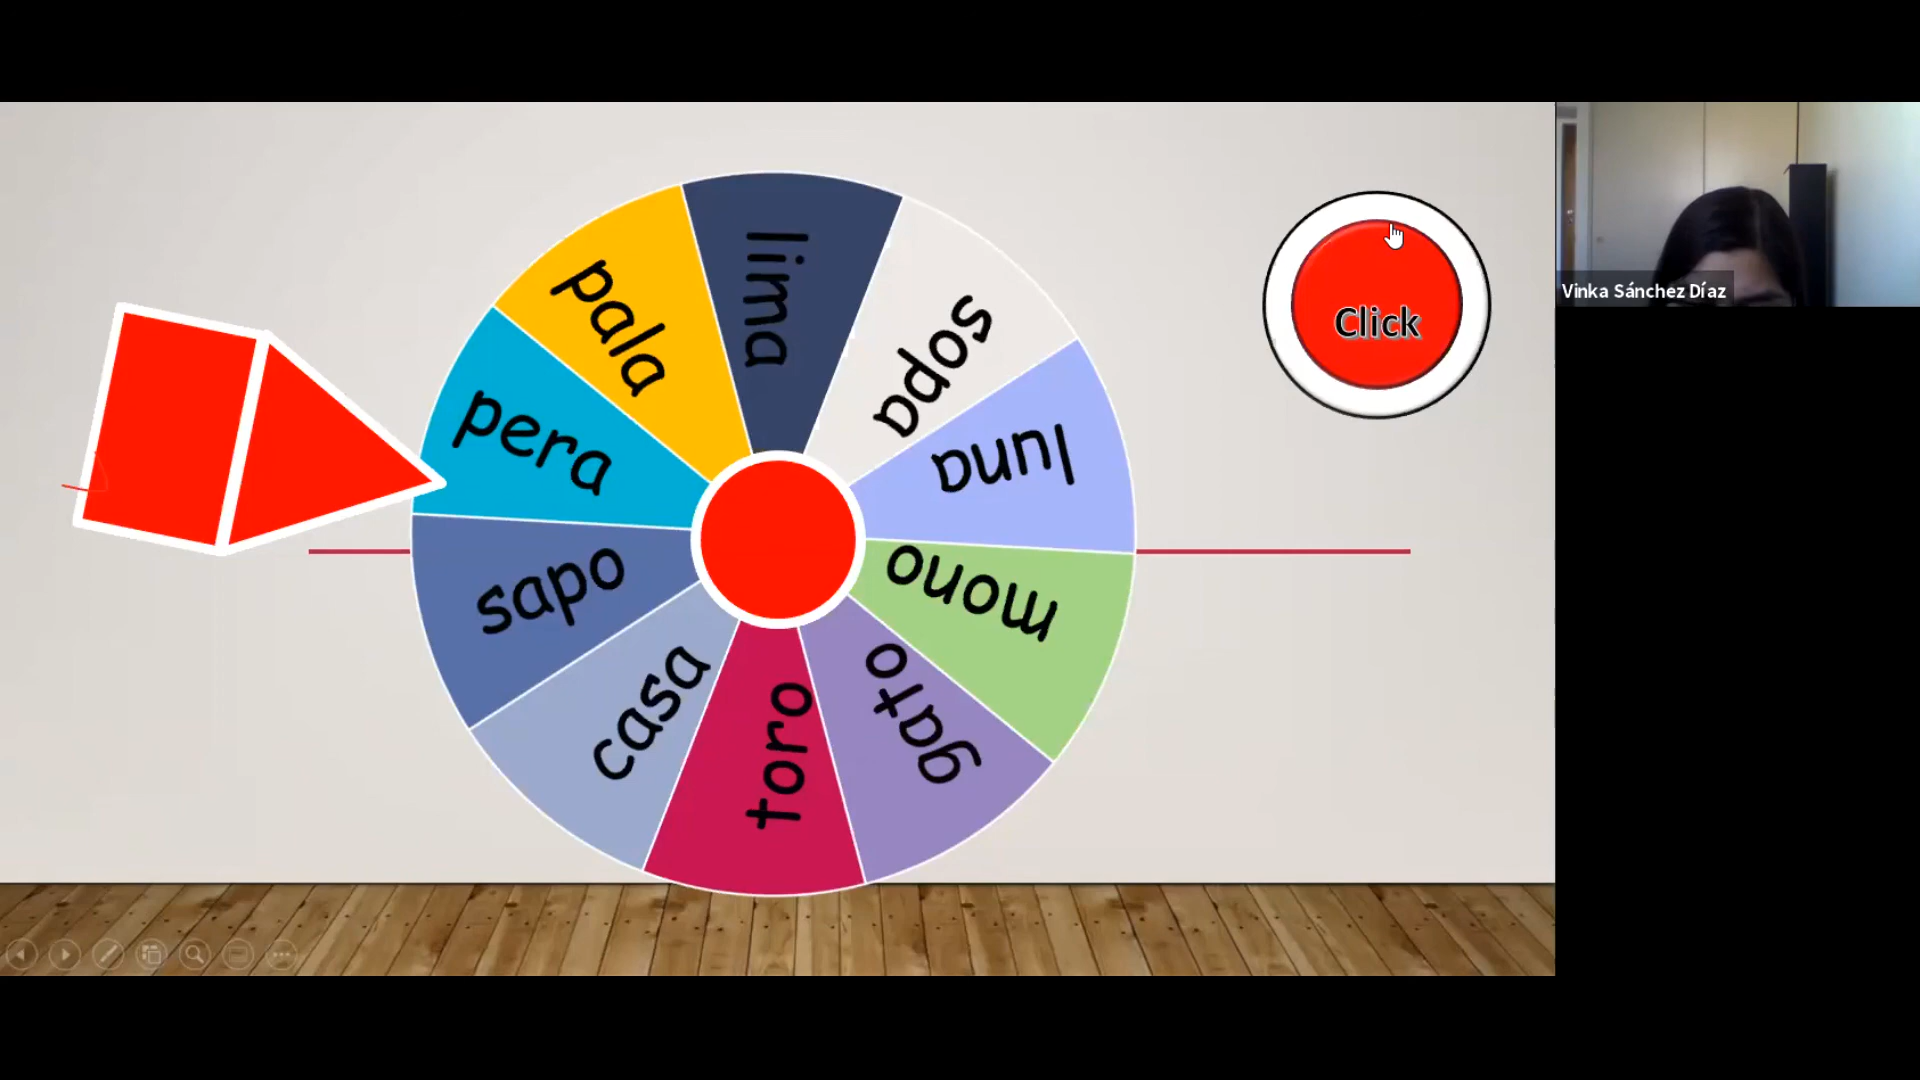 lima
sopa
luna
mono
gato
toro
casa
sapo
pera
pala
Click
Vinka Sánchez Díaz